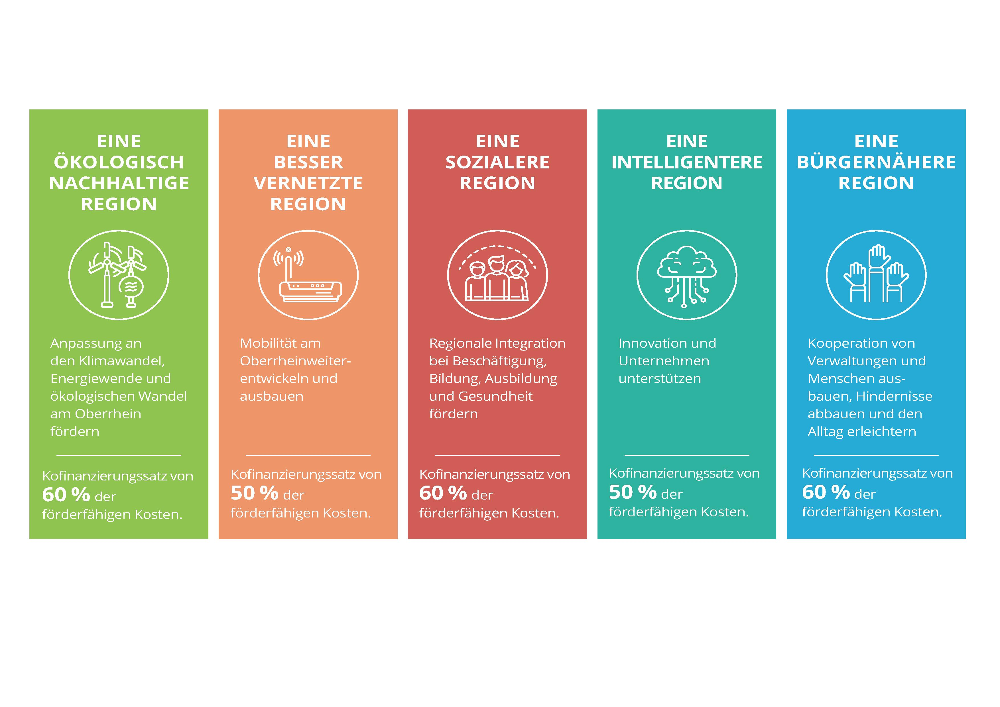 EINE
ÖKOLOGISCH
NACHHALTIGE
REGION
Anpassung an
den Klimawandel,
Energiewende und
ökologischen Wandel
am Oberrhein
fördern
Kofinanzierungssatz von
60 % der
förderfähigen Kosten.
EINE
BESSER
VERNETZTE
REGION
Mobilität am
Oberrheinweiter-
entwickeln und
ausbauen
Kofinanzierungssatz von
50 % der
förderfähigen Kosten.
EINE
SOZIALERE
REGION
Regionale Integration
bei Beschäftigung,
Bildung, Ausbildung
und Gesundheit
fördern
Kofinanzierungssatz von
60 % der
förderfähigen Kosten.
EINE
INTELLIGENTERE
REGION
Innovation und
Unternehmen
unterstützen
Kofinanzierungssatz von
50 % der
förderfähigen Kosten.
EINE
BÜRGERNÄHERE
REGION
Kooperation von
Verwaltungen und
Menschen aus-
bauen, Hindernisse
abbauen und den
Alltag erleichtern
Kofinanzierungssatz von
60 % der
förderfähigen Kosten.